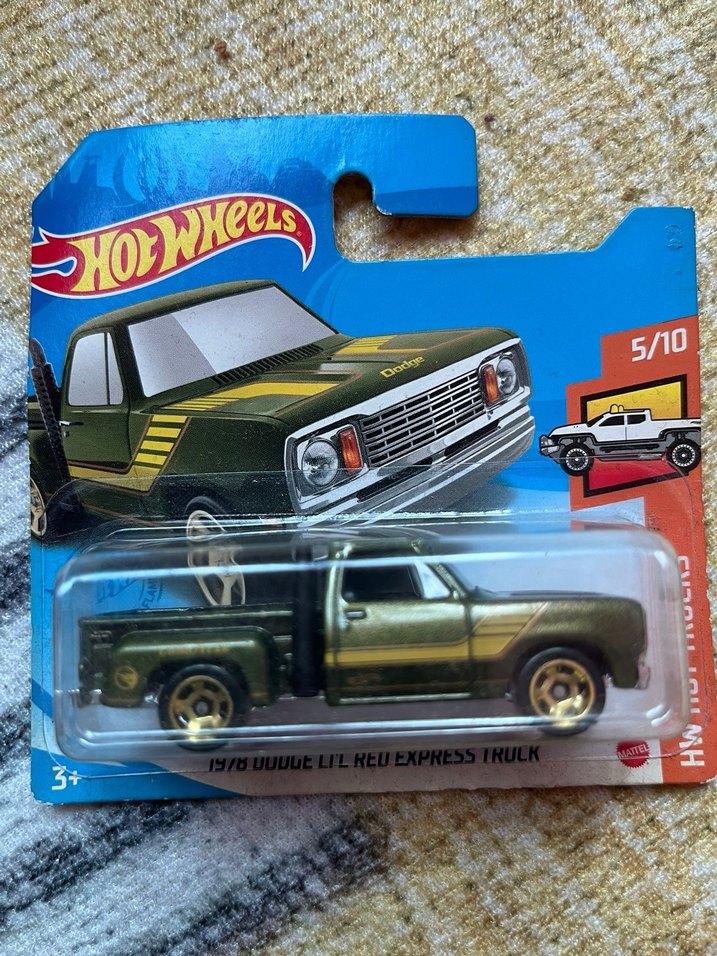 HOT WHEELS
5/10
Dodge
HW HOT TRUCKS
1978 DODGE LI'L RED EXPRESS TRUCK
MATTEL
3+